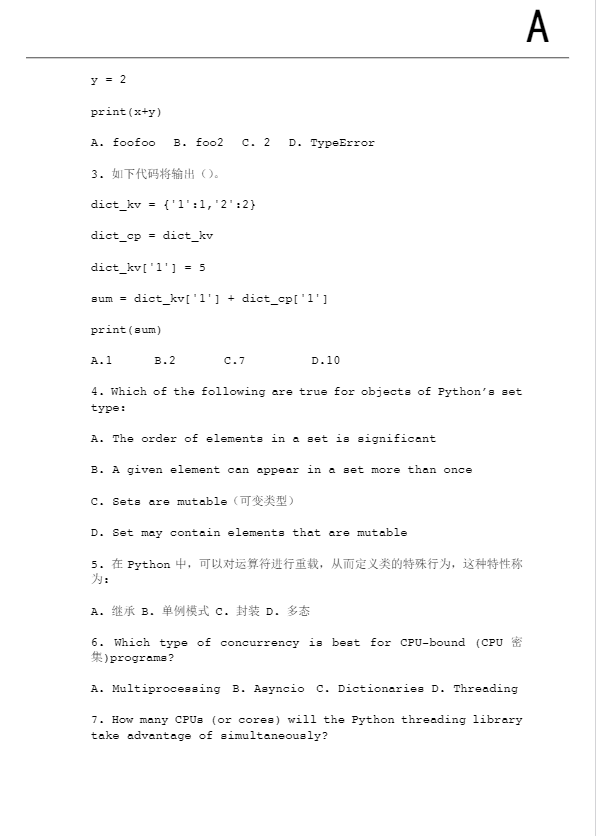 A
y = 2
print(x+y)
A. foofoo B. foo2 C. 2 D. TypeError
3. 如下代码将输出（）。
dict_kv = {'1':1,'2':2}
dict_cp = dict_kv
dict_kv['1'] = 5
sum = dict_kv['1'] + dict_cp['1']
print(sum)
A.1 B.2 C.7 D.10
4. Which of the following are true for objects of Python’s set
type:
A. The order of elements in a set is significant
B. A given element can appear in a set more than once
C. Sets are mutable（可变类型）
D. Set may contain elements that are mutable
5. 在 Python 中，可以对运算符进行重载，从而定义类的特殊行为，这种特性称
为：
A. 继承 B. 单例模式 C. 封装 D. 多态
6. Which type of concurrency is best for CPU-bound (CPU 密
集)programs?
A. Multiprocessing B. Asyncio C. Dictionaries D. Threading
7. How many CPUs (or cores) will the Python threading library
take advantage of simultaneously?